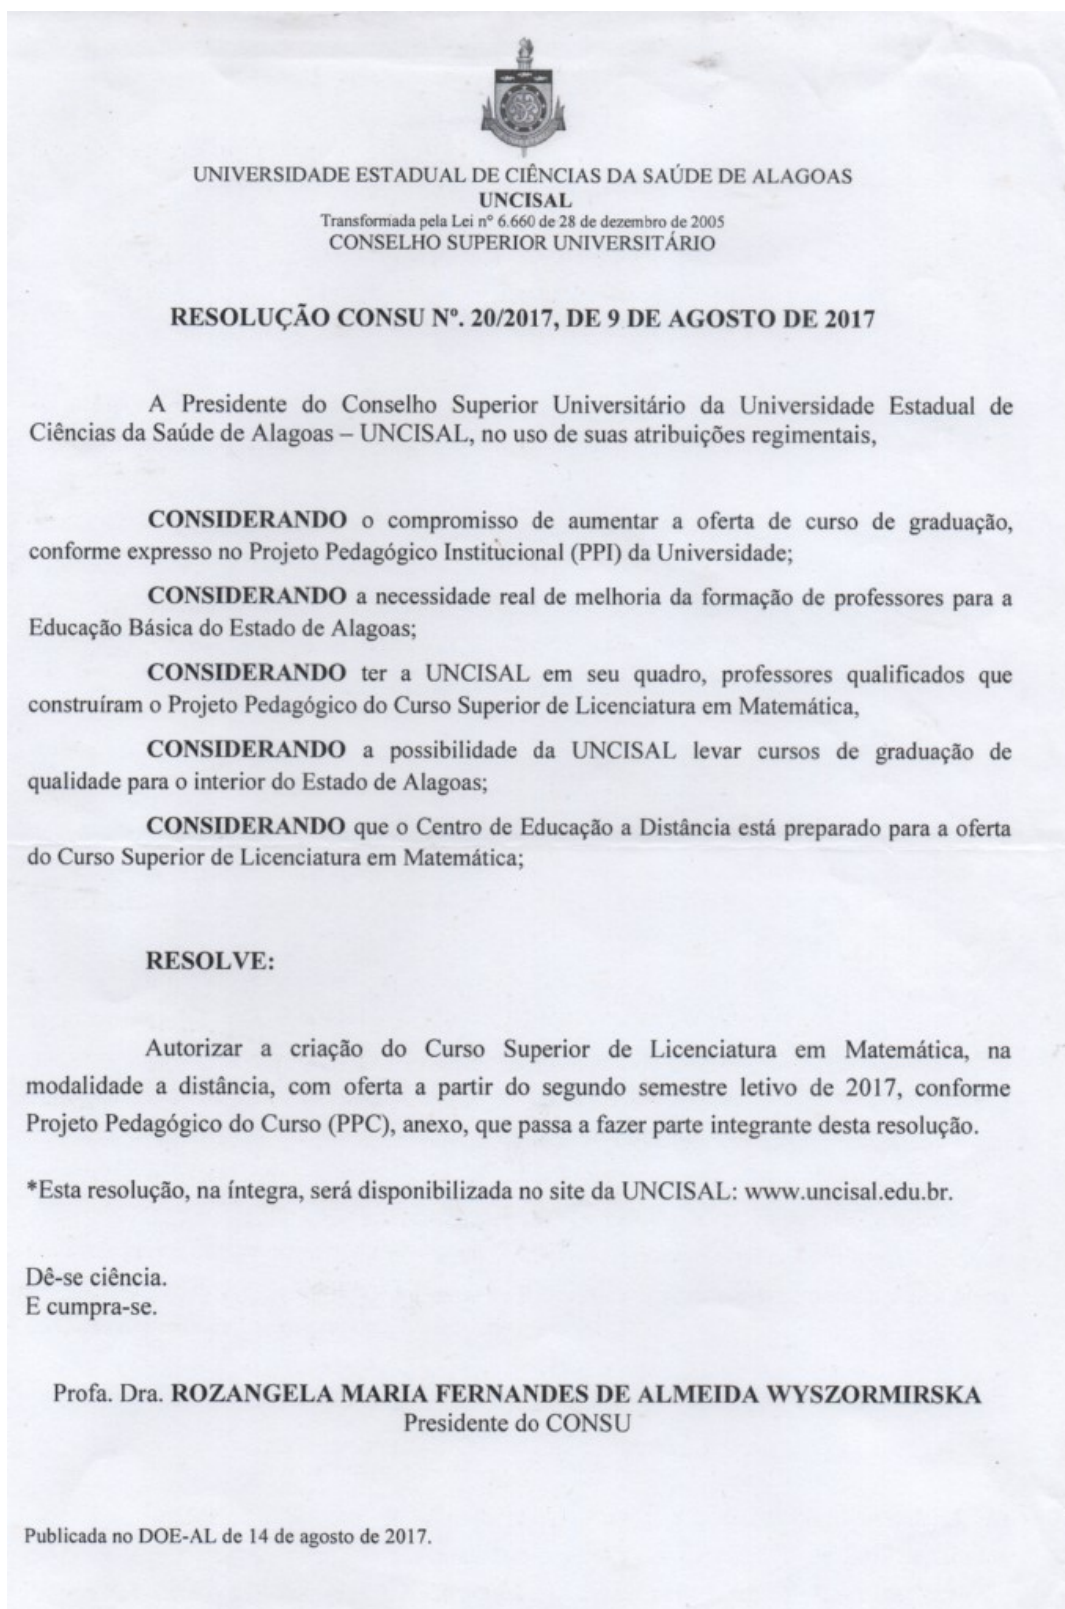 UNIVERSIDADE ESTADUAL DE CIÊNCIAS DA SAÚDE DE ALAGOAS
UNCISAL
Transformada pela Lei nº 6.660 de 28 de dezembro de 2005
CONSELHO SUPERIOR UNIVERSITÁRIO
RESOLUÇÃO CONSU Nº. 20/2017, DE 9 DE AGOSTO DE 2017
A Presidente do Conselho Superior Universitário da Universidade Estadual de
Ciências da Saúde de Alagoas – UNCISAL, no uso de suas atribuições regimentais,
CONSIDERANDO o compromisso de aumentar a oferta de curso de graduação,
conforme expresso no Projeto Pedagógico Institucional (PPI) da Universidade;
CONSIDERANDO a necessidade real de melhoria da formação de professores para a
Educação Básica do Estado de Alagoas;
CONSIDERANDO ter a UNCISAL em seu quadro, professores qualificados que
construíram o Projeto Pedagógico do Curso Superior de Licenciatura em Matemática,
CONSIDERANDO a possibilidade da UNCISAL levar cursos de graduação de
qualidade para o interior do Estado de Alagoas;
CONSIDERANDO que o Centro de Educação a Distância está preparado para a oferta
do Curso Superior de Licenciatura em Matemática;
RESOLVE:
Autorizar a criação do Curso Superior de Licenciatura em Matemática, na
modalidade a distância, com oferta a partir do segundo semestre letivo de 2017, conforme
Projeto Pedagógico do Curso (PPC), anexo, que passa a fazer parte integrante desta resolução.
*Esta resolução, na íntegra, será disponibilizada no site da UNCISAL: www.uncisal.edu.br.
Dê-se ciência.
E cumpra-se.
Profa. Dra. ROZANGELA MARIA FERNANDES DE ALMEIDA WYSZORMIRSKA
Presidente do CONSU
Publicada no DOE-AL de 14 de agosto de 2017.